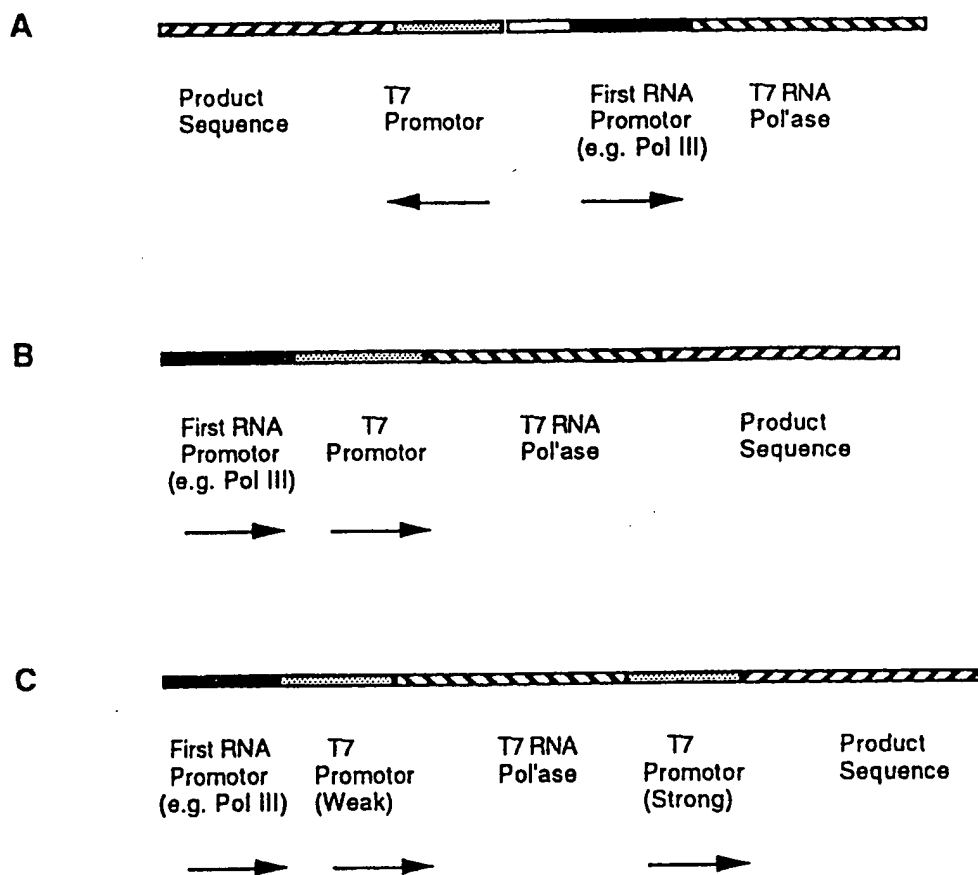 A
Product
Sequence
T7
Promotor
First RNA
Promotor
(e.g. Pol III)
T7 RNA
Pol'ase
B
First RNA
Promotor
(e.g. Pol III)
T7
Promotor
T7 RNA
Pol'ase
Product
Sequence
C
First RNA
Promotor
(e.g. Pol III)
T7
Promotor
(Weak)
T7 RNA
Pol'ase
T7
Promotor
(Strong)
Product
Sequence